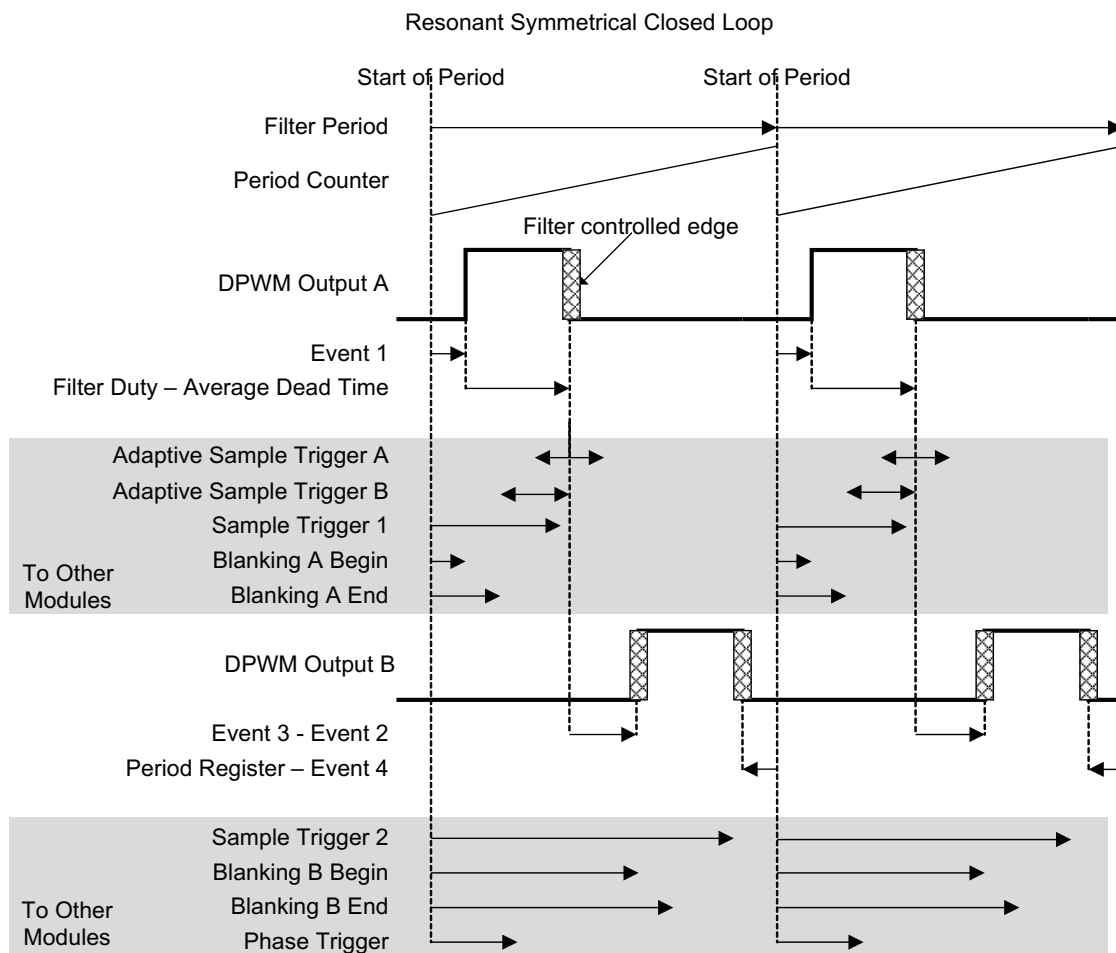 Resonant Symmetrical Closed Loop
Start of Period
Start of Period
Filter Period
Period Counter
Filter controlled edge
DPWM Output A
Event 1
Filter Duty – Average Dead Time
Adaptive Sample Trigger A
Adaptive Sample Trigger B
Sample Trigger 1
Blanking A Begin
Blanking A End
To Other
Modules
DPWM Output B
Event 3 - Event 2
Period Register – Event 4
Sample Trigger 2
Blanking B Begin
Blanking B End
Phase Trigger
To Other
Modules